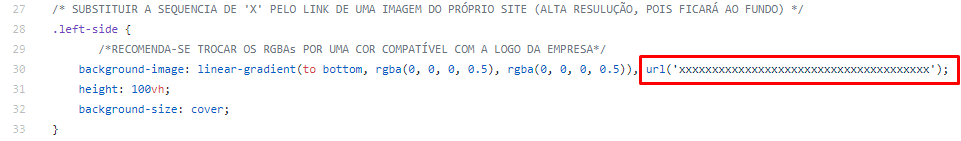 27 /* SUBSTITUIR A SEQUENCIA DE 'X' PELO LINK DE UMA IMAGEM DO PRÓPRIO SITE (ALTA RESULUÇÃO, POIS FICARÁ AO FUNDO) */
28 .left-side {
29 /*RECOMENDA-SE TROCAR OS RGBAs POR UMA COR COMPATÍVEL COM A LOGO DA EMPRESA*/
30 background-image: linear-gradient(to bottom, rgba(0, 0, 0, 0.5), rgba(0, 0, 0, 0.5)), url('xxxxxxxxxxxxxxxxxxxxxxxxxxxxxxxxxxxxxx');
31 height: 100vh;
32 background-size: cover;
33 }